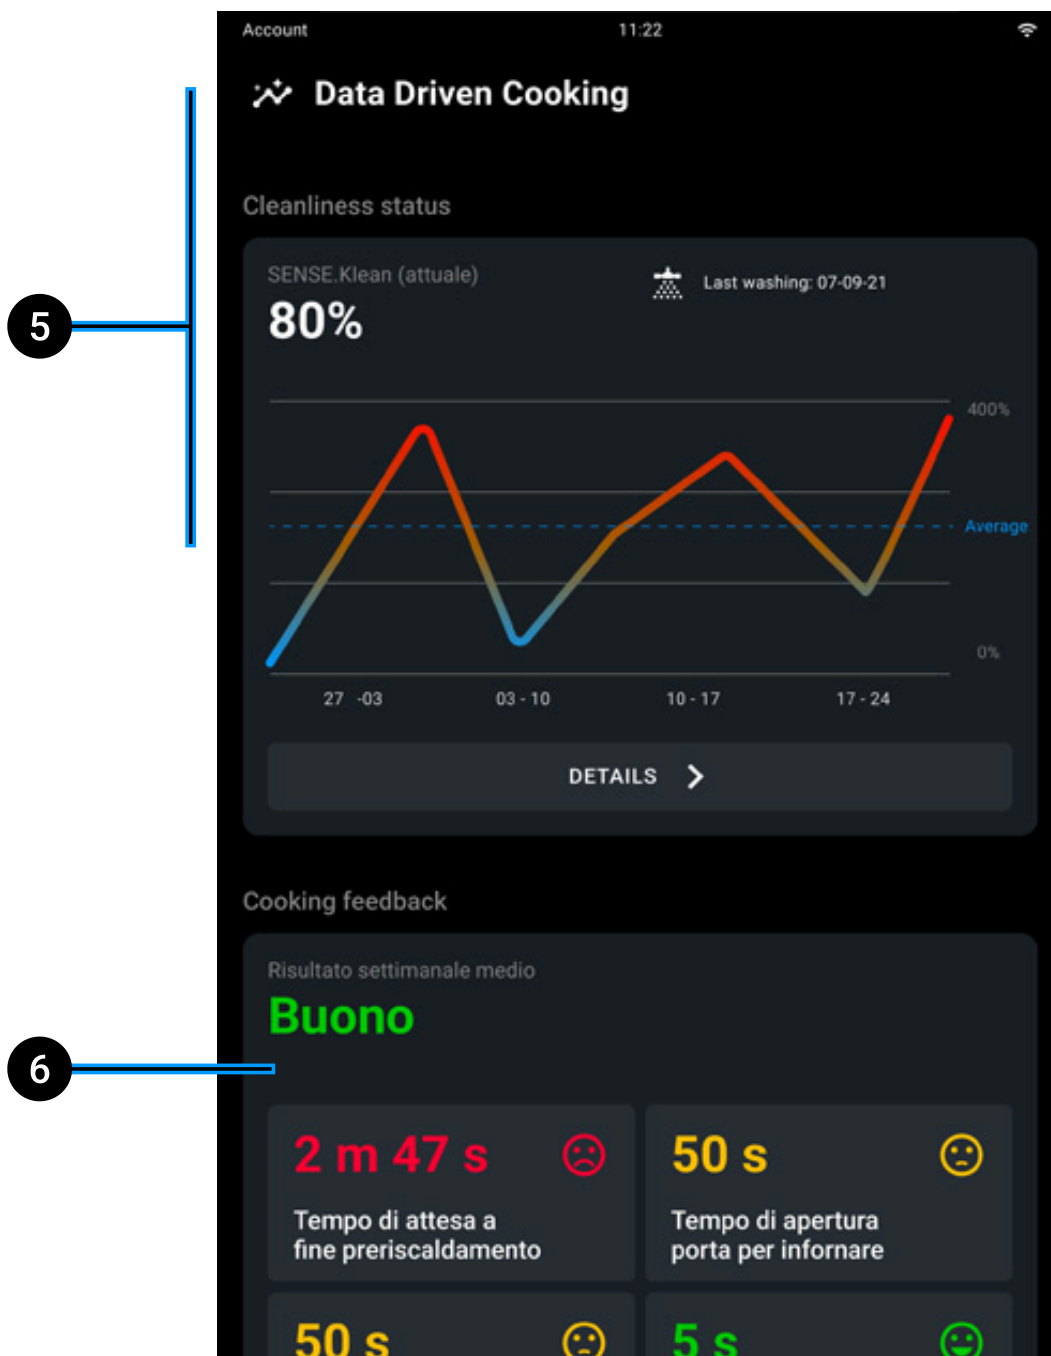 Account 11:22
Data Driven Cooking
Cleanliness status
SENSE.Klean (attuale)
Last washing: 07-09-21
80%
5
400%
Average
0%
27 -03 03 - 10 10 - 17 17 - 24
DETAILS
Cooking feedback
Risultato settimanale medio
Buono
6
2 m 47 s
Tempo di attesa a
fine preriscaldamento
50 s
Tempo di apertura
porta per infornare
50 s
5 s